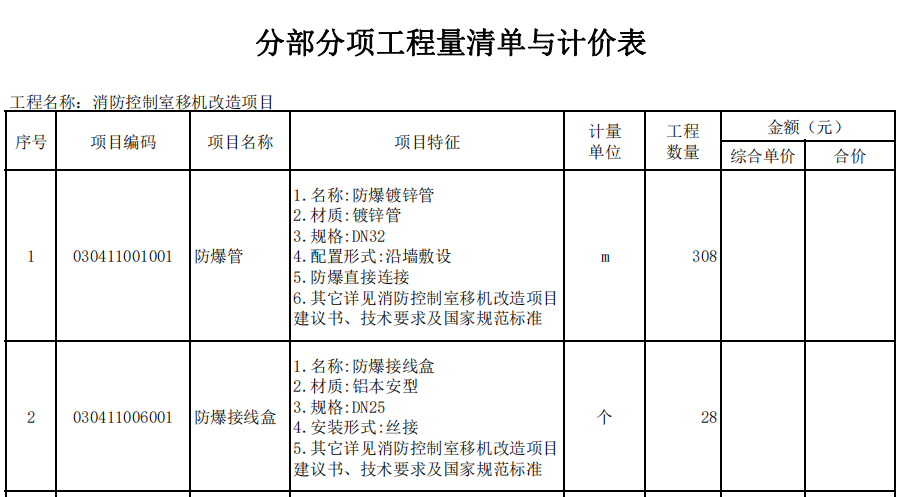 分部分项工程量清单与计价表
工程名称：消防控制室移机改造项目
序号 项目编码 项目名称 项目特征 计量单位 工程数量 金额（元）
综合单价 合价
1 030411001001 防爆管 m 308
1.名称:防爆镀锌管
2.材质:镀锌管
3.规格:DN32
4.配置形式:沿墙敷设
5.防爆直接连接
6.其它详见消防控制室移机改造项目
建议书、技术要求及国家规范标准
2 030411006001 防爆接线盒 个 28
1.名称:防爆接线盒
2.材质:铝本安型
3.规格:DN25
4.安装形式:丝接
5.其它详见消防控制室移机改造项目
建议书、技术要求及国家规范标准